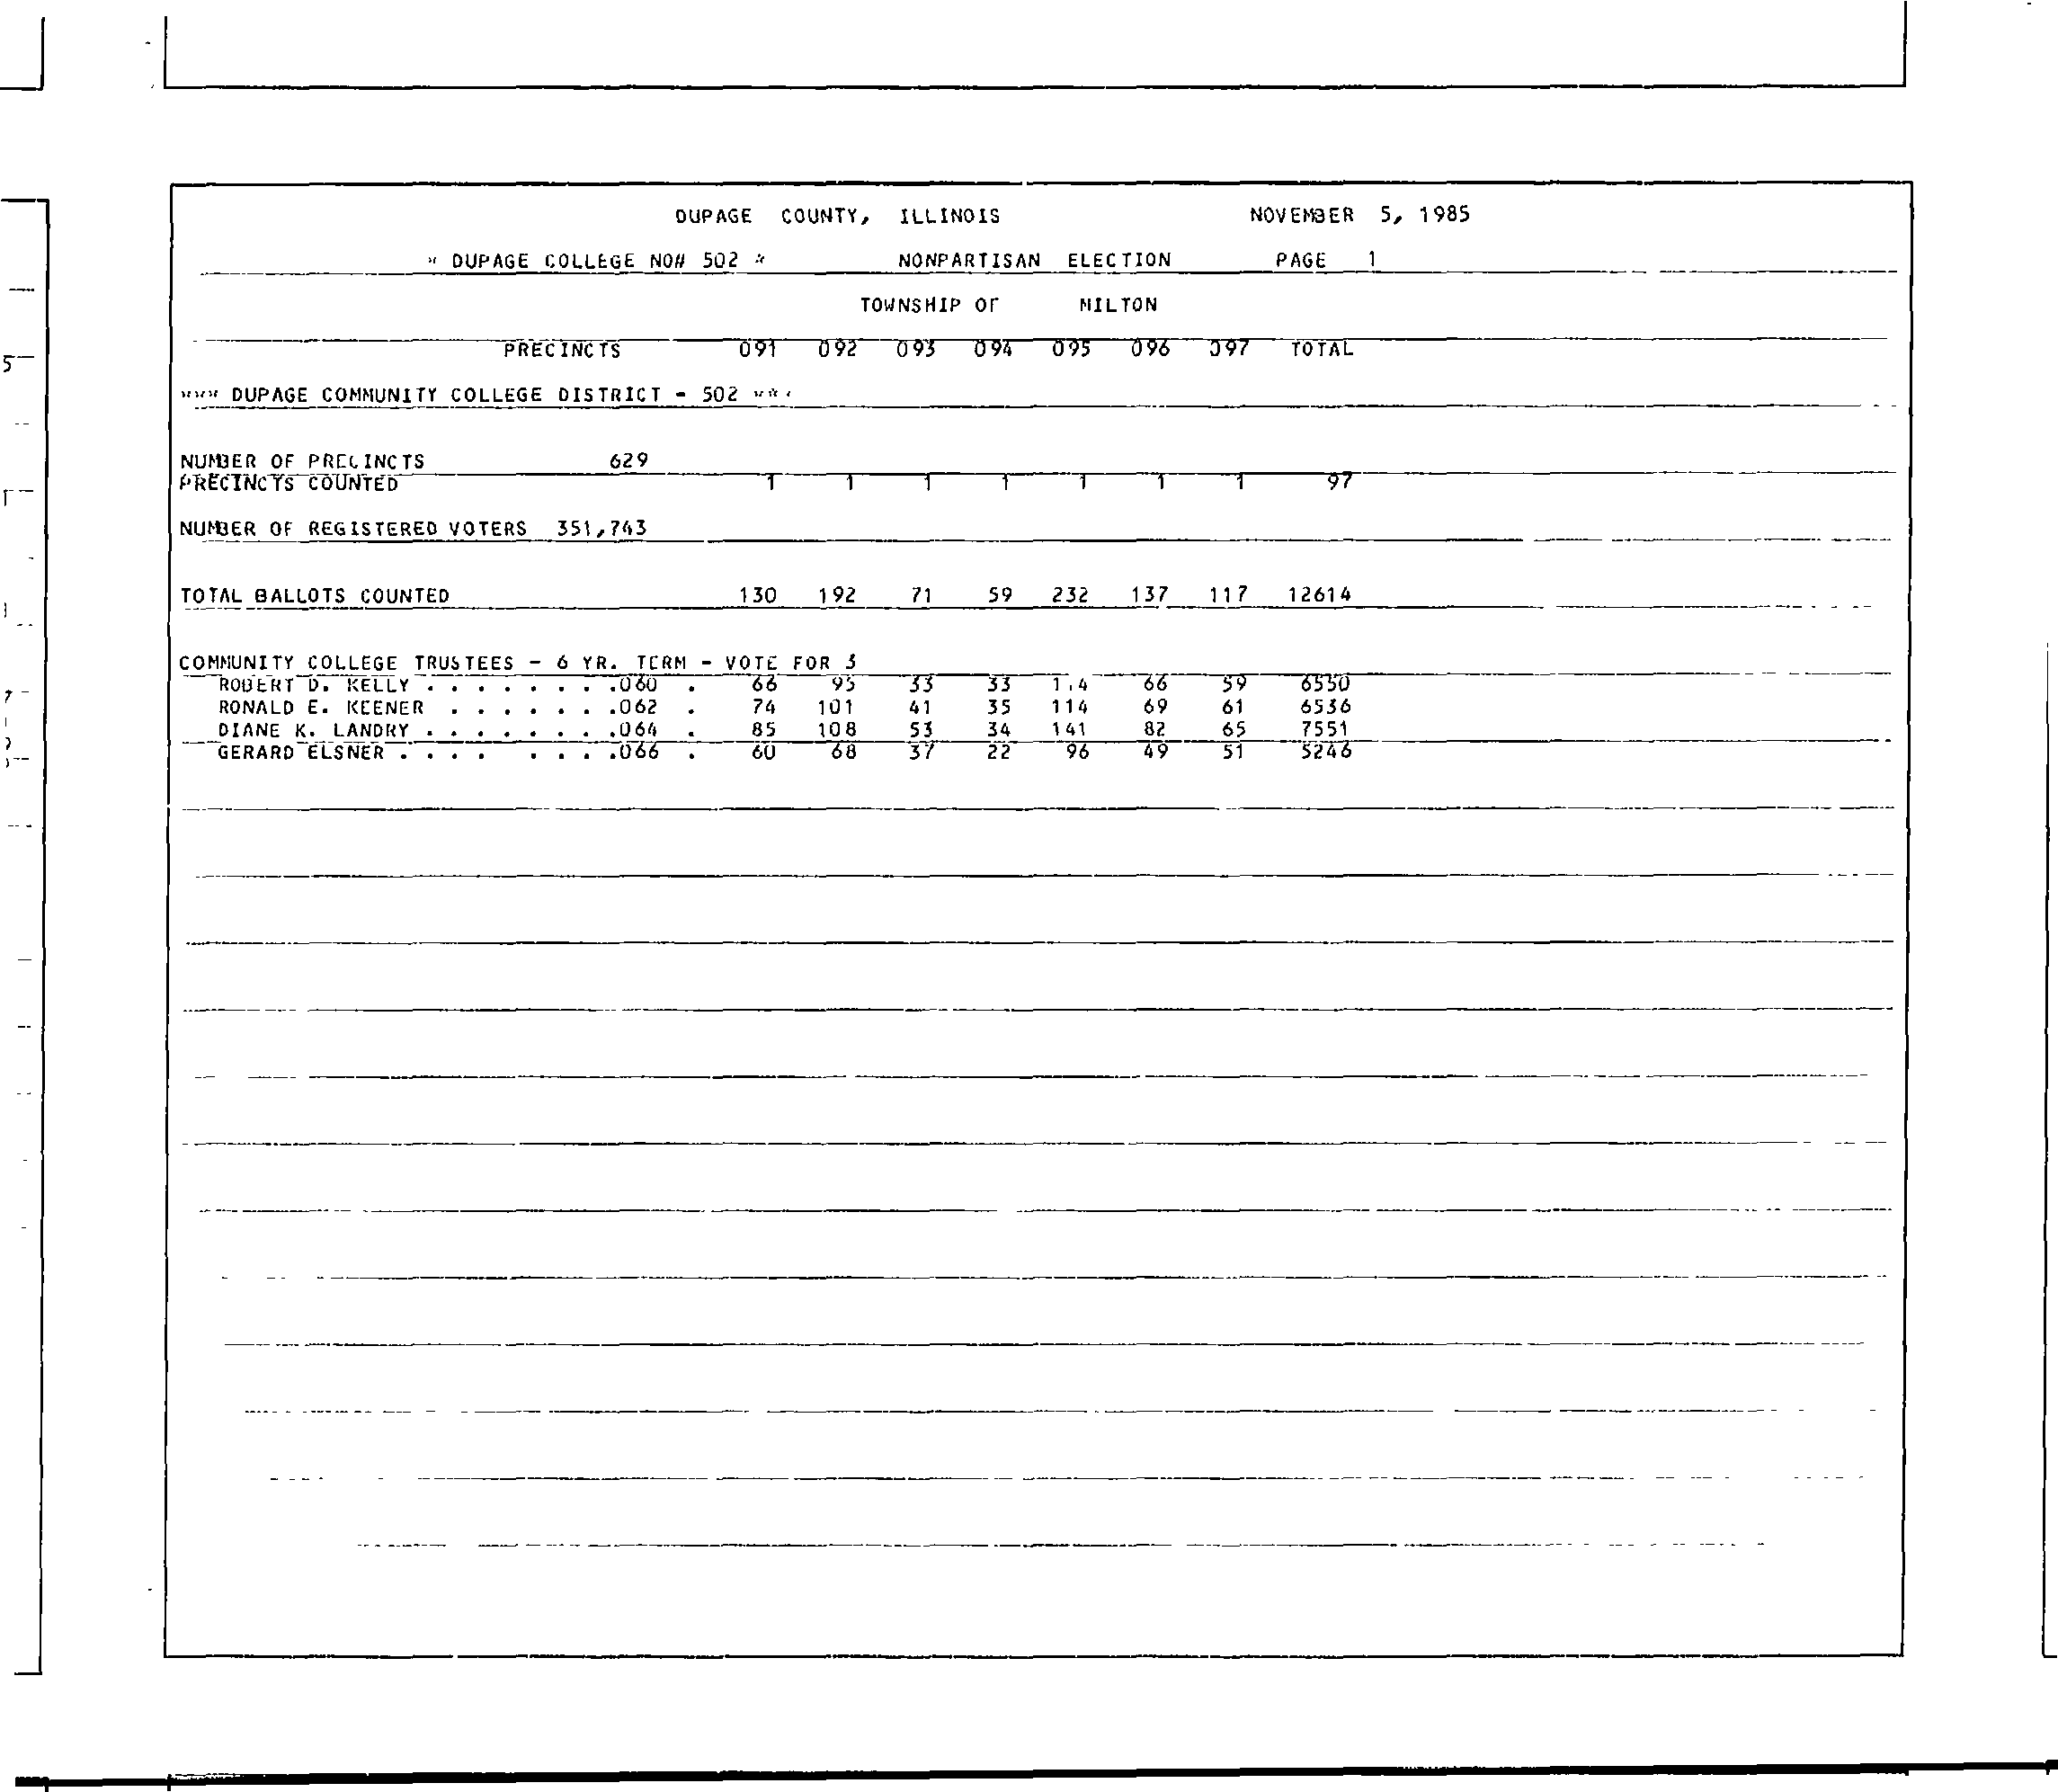 DUPAGE COUNTY, ILLINOIS NOVEMBER 5, 1985
* DUPAGE COLLEGE NO# 502 * NONPARTISAN ELECTION PAGE 1
TOWNSHIP OF MILTON
PRECINCTS 091 092 093 094 095 096 097 TOTAL
*** DUPAGE COMMUNITY COLLEGE DISTRICT - 502 ***
NUMBER OF PRECINCTS 629
PRECINCTS COUNTED 1 1 1 1 1 1 1 97
NUMBER OF REGISTERED VOTERS 351,743
TOTAL BALLOTS COUNTED 130 192 71 59 232 137 117 12614
COMMUNITY COLLEGE TRUSTEES - 6 YR. TERM - VOTE FOR 3
ROBERT D. KELLY . . . . . . . .060 . 66 95 33 33 66 59 6550
RONALD E. KEENER . . . . . . .062 . 74 101 41 35 114 69 61 6536
DIANE K. LANDRY . . . . . . . .064 . 85 108 53 34 141 82 65 7551
GERARD ELSNER . . . . . . . .066 . 60 68 37 22 96 49 51 5246